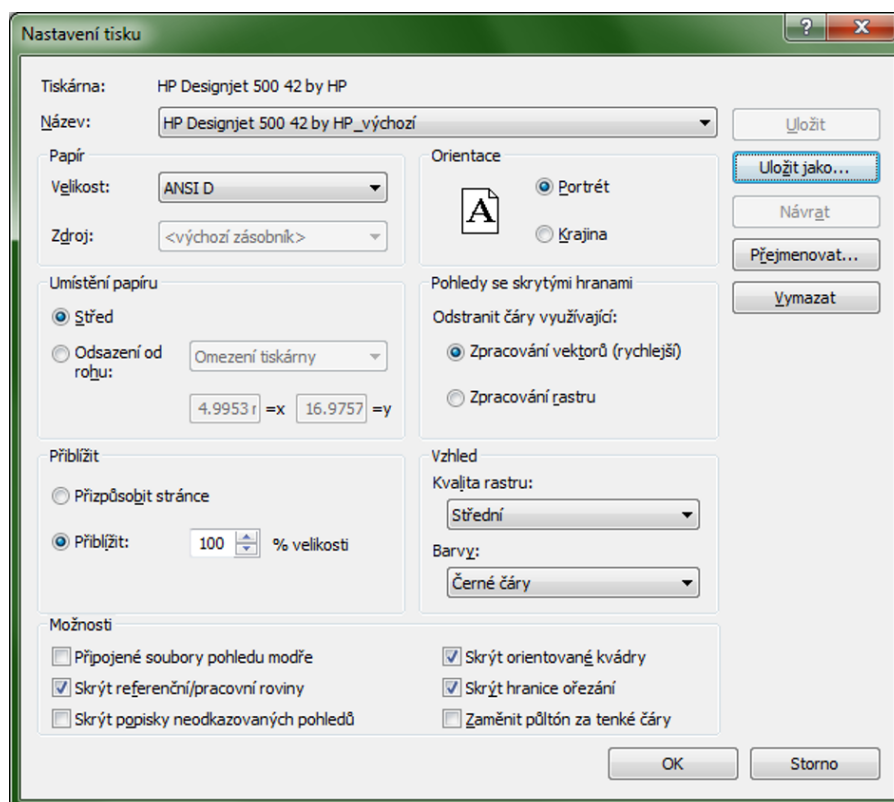 Nastavení tisku
Tiskárna: HP Designjet 500 42 by HP
Název: HP Designjet 500 42 by HP_výchozí
Uložit
Uložit jako...
Návrat
Přejmenovat...
Vymazat
Papír
Velikost: ANSI D
Zdroj: <výchozí zásobník>
Orientace
A
Portrét
Krajina
Umístění papíru
Střed
Odsazení od
rohu:
Omezení tiskárny
4.9953 r =x 16.9757 =y
Pohledy se skrytými hranami
Odstranit čáry využívající:
Zpracování vektorů (rychlejší)
Zpracování rastru
Přiblížit
Přizpůsobit stránce
Přiblížit: 100 % velikosti
Vzhled
Kvalita rastru:
Střední
Barvy:
Černé čáry
Možnosti
Připojené soubory pohledu modře
Skrýt referenční/pracovní roviny
Skrýt popisky neodkazovaných pohledů
Skrýt orientované kvádry
Skrýt hranice ořezání
Zaměnit půltón za tenké čáry
OK
Storno